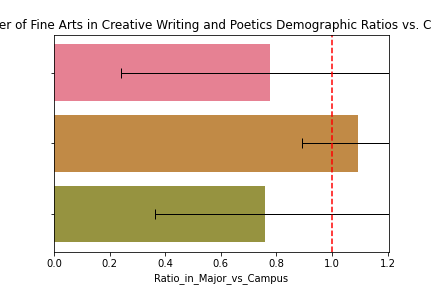 er of Fine Arts in Creative Writing and Poetics Demographic Ratios vs. C
0.0 0.2 0.4 0.6 0.8 1.0 1.2
Ratio_in_Major_vs_Campus